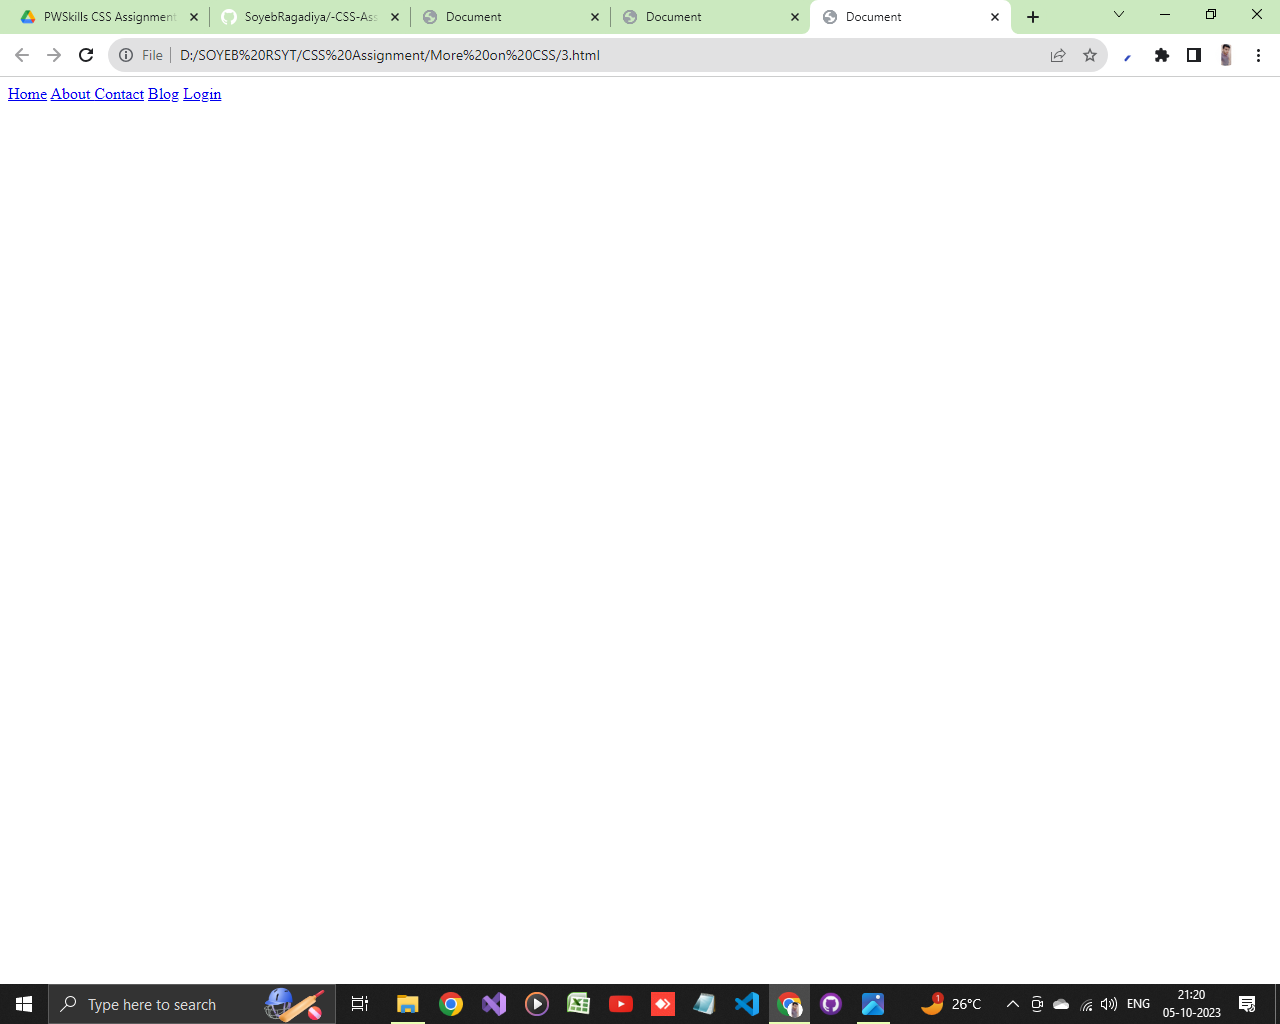 PWSkills CSS Assignment
SoyebRagadiya/-CSS-Ass
Document
Document
Document
File
D:/SOYEB%20RSYT/CSS%20Assignment/More%20on%20CSS/3.html
Home About Contact Blog Login
Type here to search
1
26°C
ENG
21:20
05-10-2023